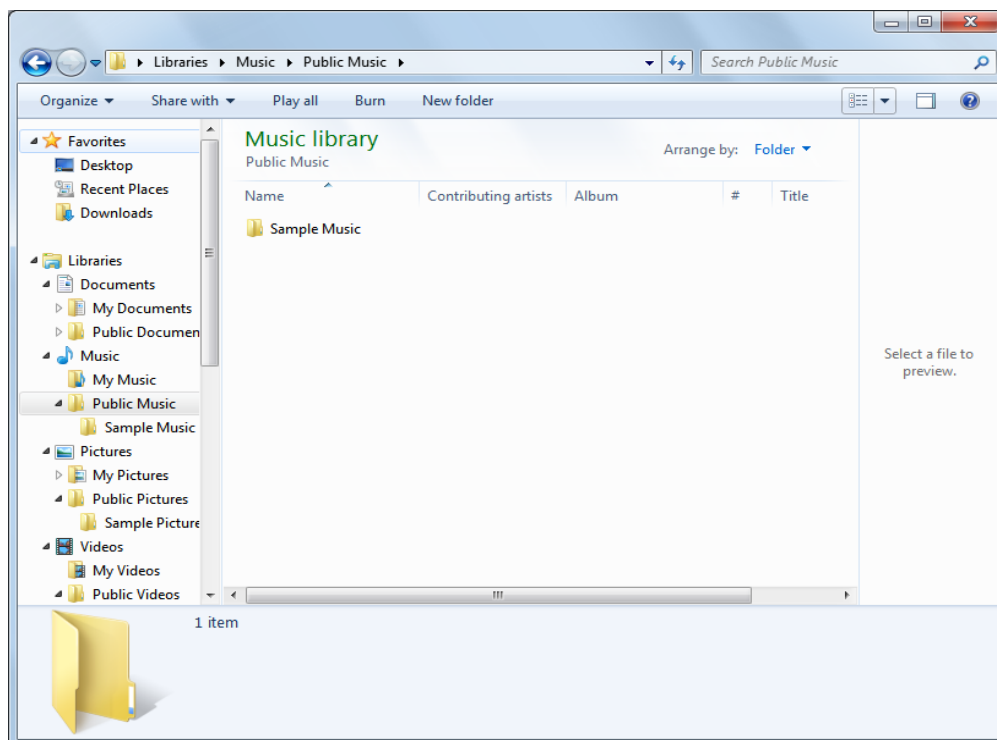 Libraries Music Public Music
Search Public Music
Organize Share with Play all Burn New folder
Favorites
Desktop
Recent Places
Downloads
Libraries
Documents
My Documents
Public Documen
Music
My Music
Public Music
Sample Music
Pictures
My Pictures
Public Pictures
Sample Picture
Videos
My Videos
Public Videos
Music library
Public Music
Arrange by: Folder
Name Contributing artists Album # Title
Sample Music
Select a file to
preview.
1 item